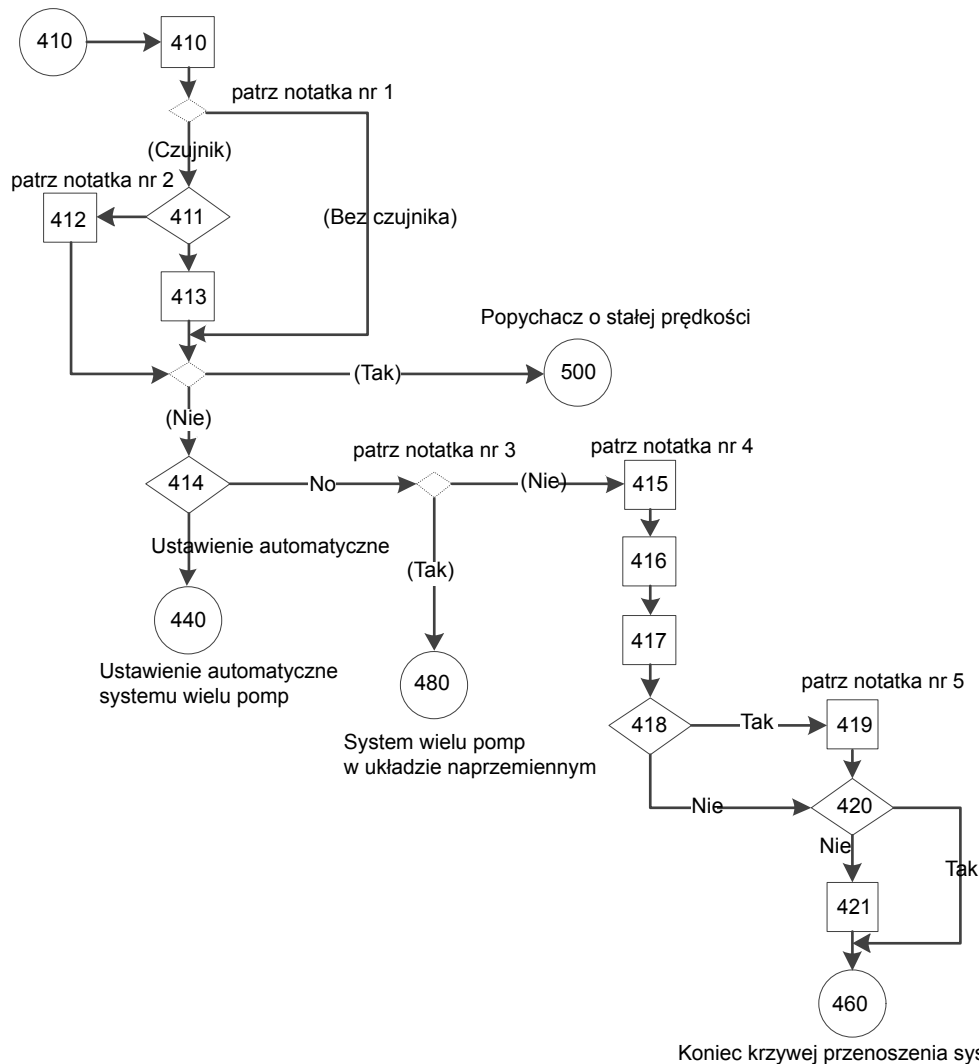 410
410
patrz notatka nr 1
(Czujnik)
patrz notatka nr 2
412
411
(Bez czujnika)
413
Popychacz o stałej prędkości
(Tak)
500
(Nie)
patrz notatka nr 3
patrz notatka nr 4
414
No
(Nie)
415
Ustawienie automatyczne
(Tak)
416
440
417
Ustawienie automatyczne
systemu wielu pomp
480
patrz notatka nr 5
418
Tak
419
System wielu pomp
w układzie naprzemiennym
Nie
420
Nie
Tak
421
460
Koniec krzywej przenoszenia sys